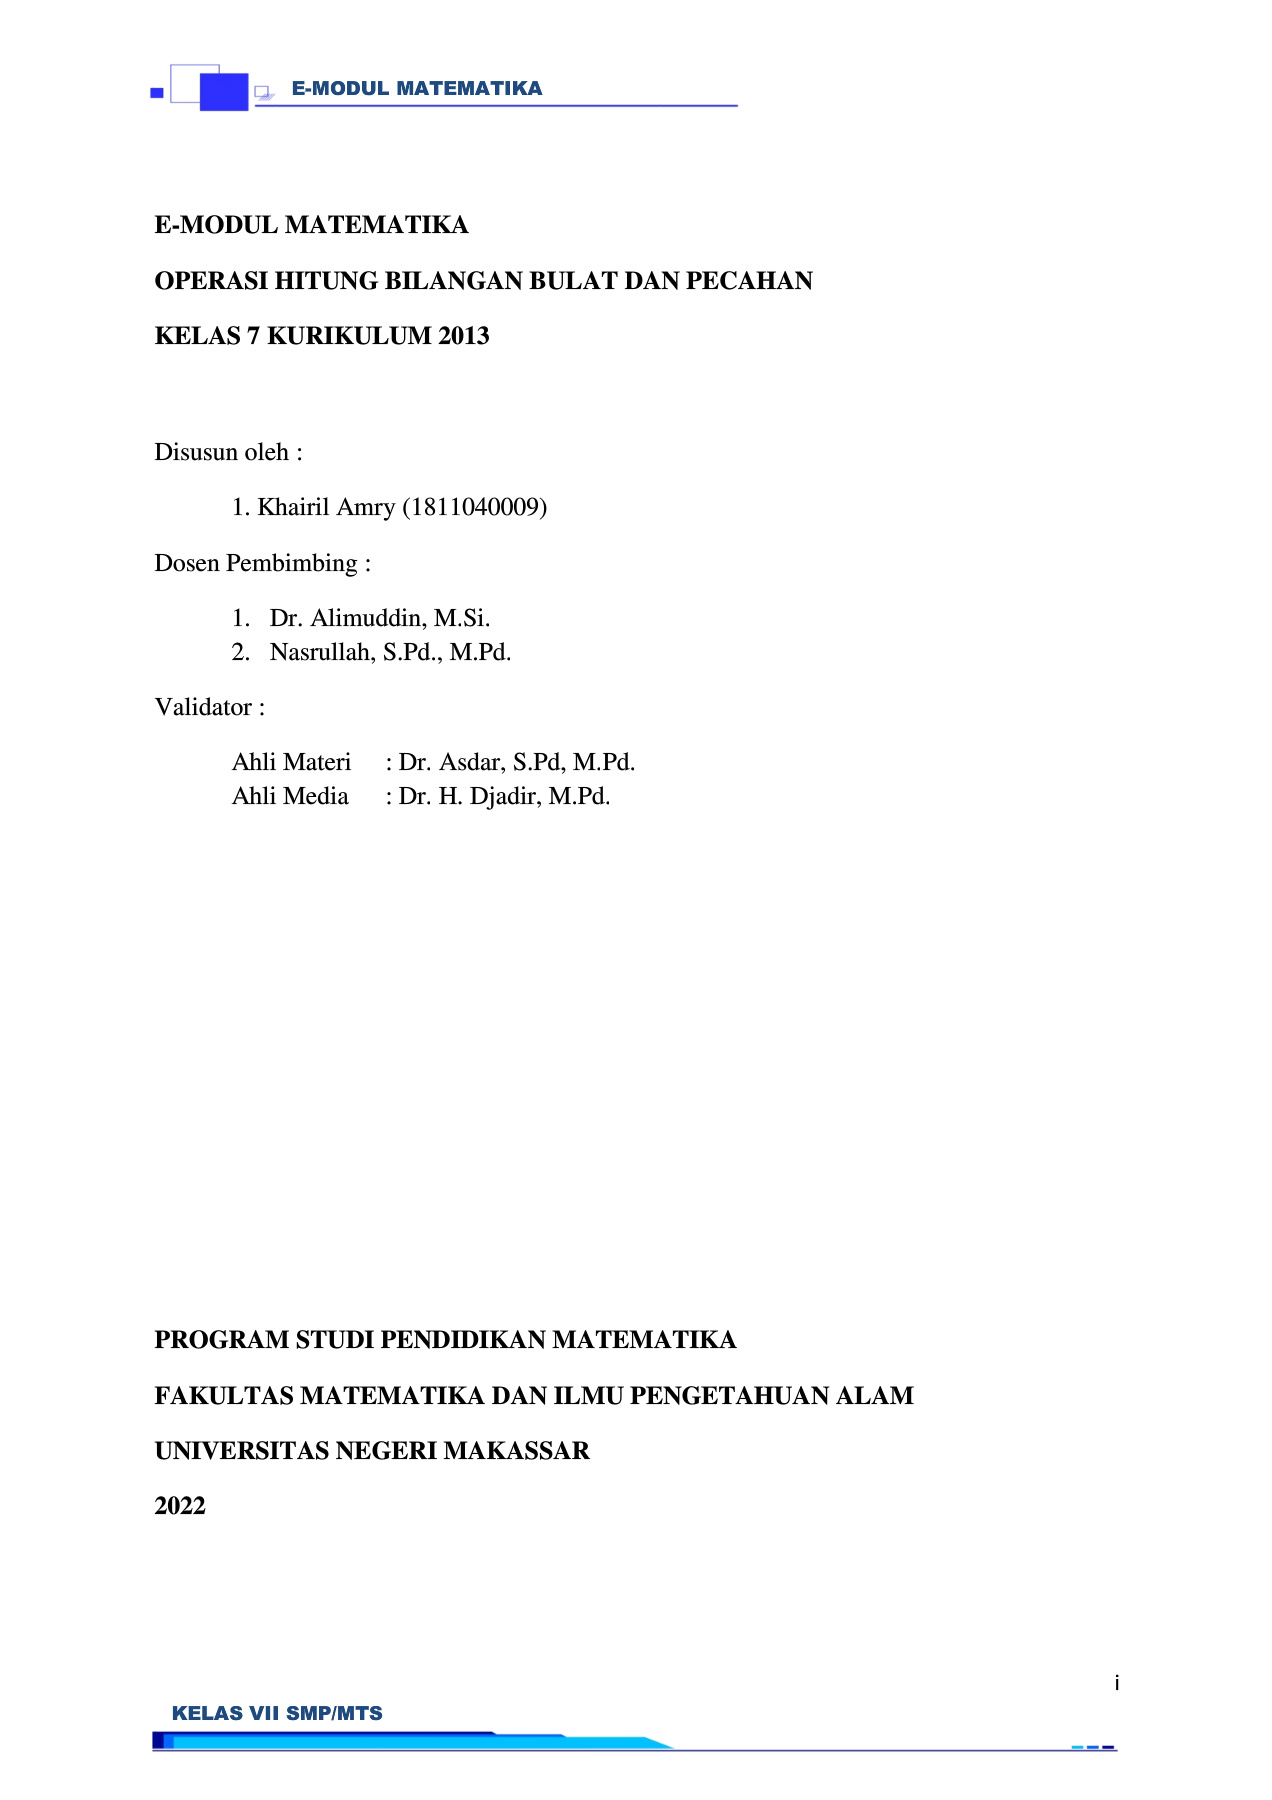 E-MODUL MATEMATIKA
E-MODUL MATEMATIKA
OPERASI HITUNG BILANGAN BULAT DAN PECAHAN
KELAS 7 KURIKULUM 2013
Disusun oleh :
1. Khairil Amry (1811040009)
Dosen Pembimbing :
1. Dr. Alimuddin, M.Si.
2. Nasrullah, S.Pd., M.Pd.
Validator :
Ahli Materi : Dr. Asdar, S.Pd, M.Pd.
Ahli Media : Dr. H. Djadir, M.Pd.
PROGRAM STUDI PENDIDIKAN MATEMATIKA
FAKULTAS MATEMATIKA DAN ILMU PENGETAHUAN ALAM
UNIVERSITAS NEGERI MAKASSAR
2022
i
KELAS VII SMP/MTS